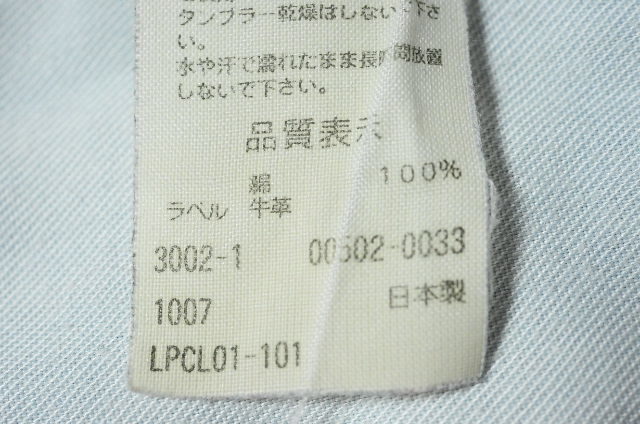 タンブラー乾燥はしないで下さ
い。
水や汗で濡れたまま長時間放置
しないで下さい。
品質表示
綿 100%
ラベル 牛革
3002-1 00502-0033
1007 日本製
LPCL01-101